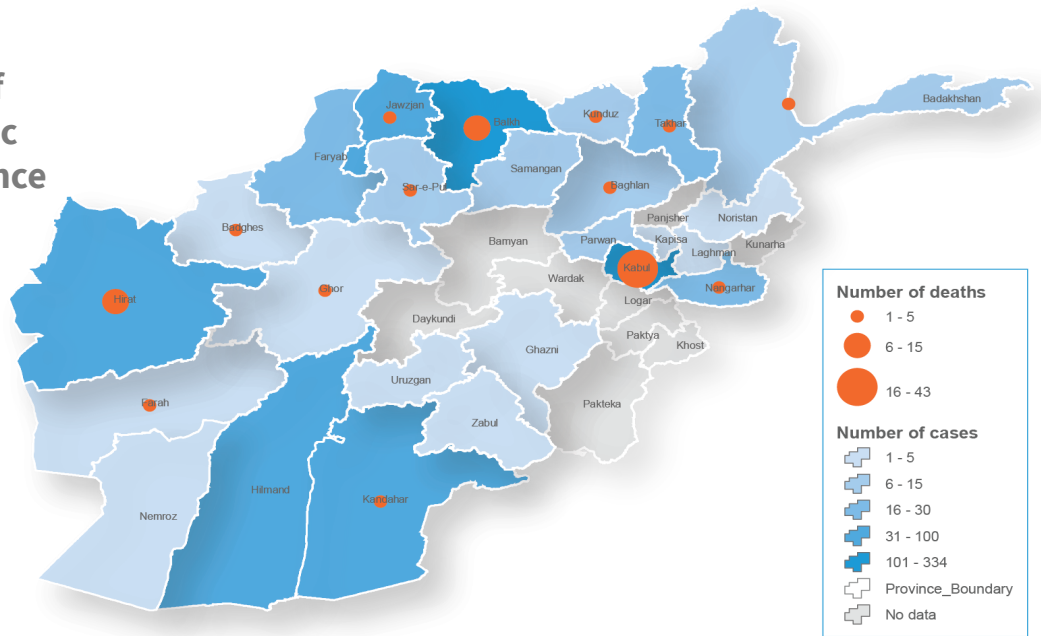 f
c
nce
Jawzjan
Balkh
Kunduz
Takhar
Badakhshan
Faryab
Samangan
Sar-e-Pul
Baghlan
Badghes
Panjsher
Noristan
Bamyan
Parwan
Kapisa
Laghman
Kunarha
Kabul
Wardak
Nangarhar
Hirat
Ghor
Logar
Daykundi
Paktya
Khost
Ghazni
Uruzgan
Farah
Pakteka
Zabul
Hilmand
Kandahar
Nemroz
Number of deaths
1 - 5
6 - 15
16 - 43
Number of cases
1 - 5
6 - 15
16 - 30
31 - 100
101 - 334
Province_Boundary
No data